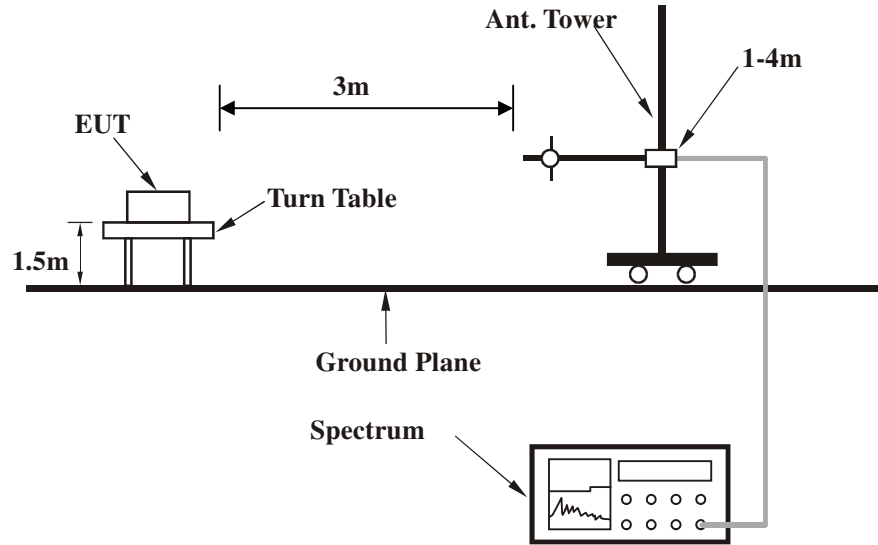 Ant. Tower
1-4m
3m
EUT
Turn Table
1.5m
Ground Plane
Spectrum